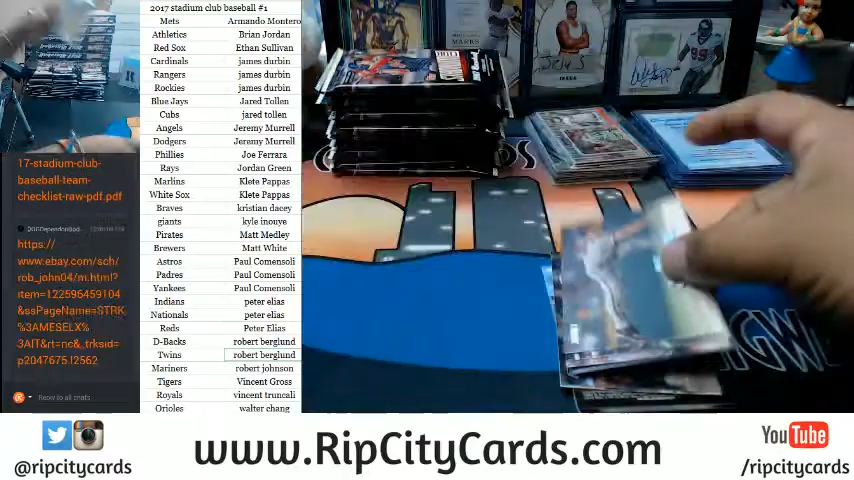 2017 stadium club baseball #1
Mets Armando Montero
Athletics Brian Jordan
Red Sox Ethan Sullivan
Cardinals james durbin
Rangers james durbin
Rockies james durbin
Blue Jays Jared Tollen
Cubs jared tollen
Angels Jeremy Murrell
Dodgers Jeremy Murrell
Phillies Joe Ferrara
Rays Jordan Green
Marlins Klete Pappas
White Sox Klete Pappas
Braves kristian dacey
giants kyle inouye
Pirates Matt Medley
Brewers Matt White
Astros Paul Comensoli
Padres Paul Comensoli
Yankees Paul Comensoli
Indians peter elias
Nationals peter elias
Reds Peter Elias
D-Backs robert berglund
Twins robert berglund
Mariners robert johnson
Tigers Vincent Gross
Royals vincent truncali
Orioles walter chang
17-stadium-club-
baseball-team-
checklist-raw-pdf.pdf
https://
www.ebay.com/sch/
rob_john04/m.html?
item=122596459104
&ssPageName=STRK
%3AMESELX%
3AIT&rt=nc&_trksid=
p2047675.l2562
Reply to all chats
99
@ripcitycards
www.RipCityCards.com
YouTube
/ripcitycards